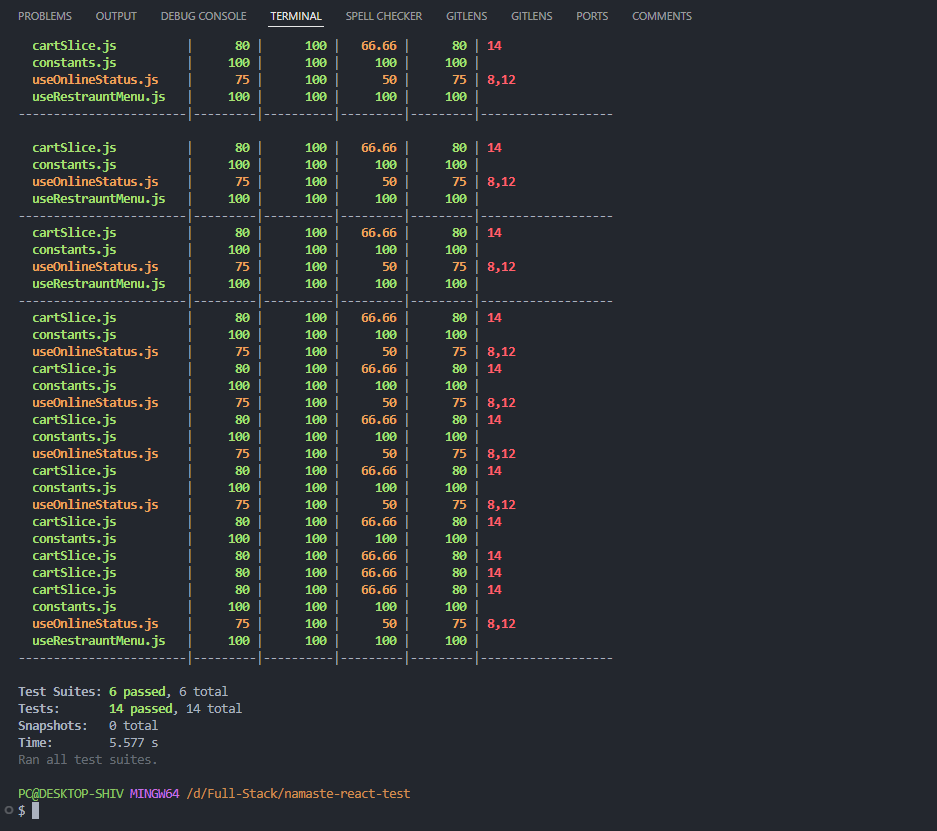 PROBLEMS OUTPUT DEBUG CONSOLE TERMINAL SPELL CHECKER GITLENS GITLENS PORTS COMMENTS
cartSlice.js | 80 | 100 | 66.66 | 80 | 14
constants.js | 100 | 100 | 100 | 100 |
useOnlineStatus.js | 75 | 100 | 50 | 75 | 8,12
useRestrauntMenu.js | 100 | 100 | 100 | 100 |
------------------------|---------|----------|---------|---------|-------------------
cartSlice.js | 80 | 100 | 66.66 | 80 | 14
constants.js | 100 | 100 | 100 | 100 |
useOnlineStatus.js | 75 | 100 | 50 | 75 | 8,12
useRestrauntMenu.js | 100 | 100 | 100 | 100 |
------------------------|---------|----------|---------|---------|-------------------
cartSlice.js | 80 | 100 | 66.66 | 80 | 14
constants.js | 100 | 100 | 100 | 100 |
useOnlineStatus.js | 75 | 100 | 50 | 75 | 8,12
useRestrauntMenu.js | 100 | 100 | 100 | 100 |
------------------------|---------|----------|---------|---------|-------------------
cartSlice.js | 80 | 100 | 66.66 | 80 | 14
constants.js | 100 | 100 | 100 | 100 |
useOnlineStatus.js | 75 | 100 | 50 | 75 | 8,12
cartSlice.js | 80 | 100 | 66.66 | 80 | 14
constants.js | 100 | 100 | 100 | 100 |
useOnlineStatus.js | 75 | 100 | 50 | 75 | 8,12
cartSlice.js | 80 | 100 | 66.66 | 80 | 14
constants.js | 100 | 100 | 100 | 100 |
useOnlineStatus.js | 75 | 100 | 50 | 75 | 8,12
cartSlice.js | 80 | 100 | 66.66 | 80 | 14
constants.js | 100 | 100 | 100 | 100 |
useOnlineStatus.js | 75 | 100 | 50 | 75 | 8,12
cartSlice.js | 80 | 100 | 66.66 | 80 | 14
constants.js | 100 | 100 | 100 | 100 |
cartSlice.js | 80 | 100 | 66.66 | 80 | 14
cartSlice.js | 80 | 100 | 66.66 | 80 | 14
cartSlice.js | 80 | 100 | 66.66 | 80 | 14
constants.js | 100 | 100 | 100 | 100 |
useOnlineStatus.js | 75 | 100 | 50 | 75 | 8,12
useRestrauntMenu.js | 100 | 100 | 100 | 100 |
------------------------|---------|----------|---------|---------|-------------------
Test Suites: 6 passed, 6 total
Tests: 14 passed, 14 total
Snapshots: 0 total
Time: 5.577 s
Ran all test suites.
PC@DESKTOP-SHIV MINGW64 /d/Full-Stack/namaste-react-test
$